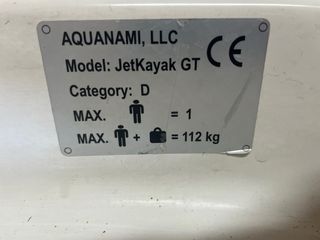 AQUANAMI, LLC
CE
Model: JetKayak GT
Category: D
MAX. = 1
MAX. + = 112 kg